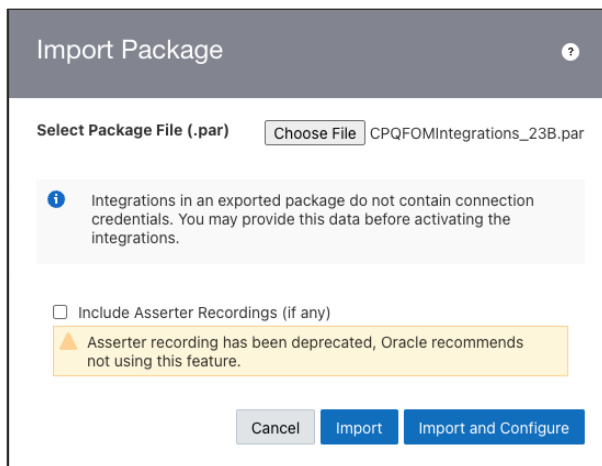 Import Package
?
Select Package File (.par) Choose File CPQFOMIntegrations_23B.par
i Integrations in an exported package do not contain connection
credentials. You may provide this data before activating the
integrations.
Include Asserter Recordings (if any)
Asserter recording has been deprecated, Oracle recommends
not using this feature.
Cancel Import Import and Configure